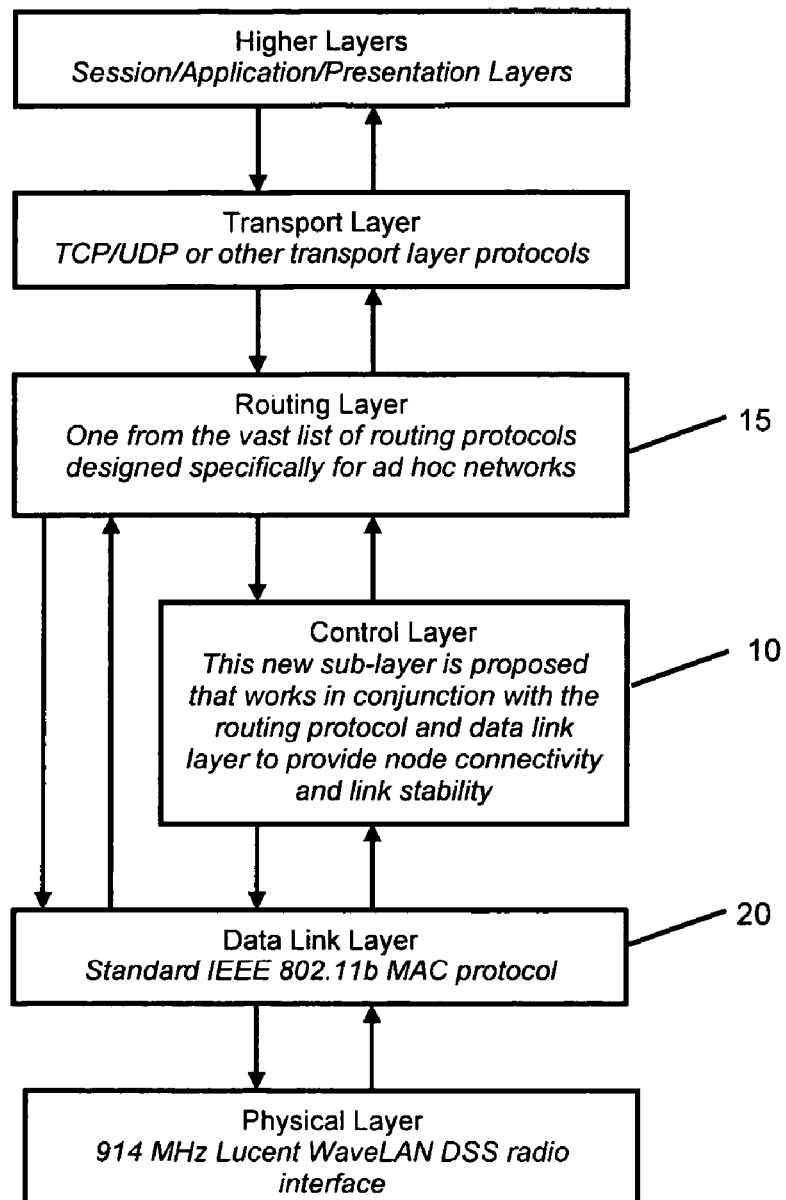 Higher Layers
Session/Application/Presentation Layers
Transport Layer
TCP/UDP or other transport layer protocols
Routing Layer
One from the vast list of routing protocols
designed specifically for ad hoc networks
15
Control Layer
This new sub-layer is proposed
that works in conjunction with the
routing protocol and data link
layer to provide node connectivity
and link stability
10
Data Link Layer
Standard IEEE 802.11b MAC protocol
20
Physical Layer
914 MHz Lucent WaveLAN DSS radio
interface